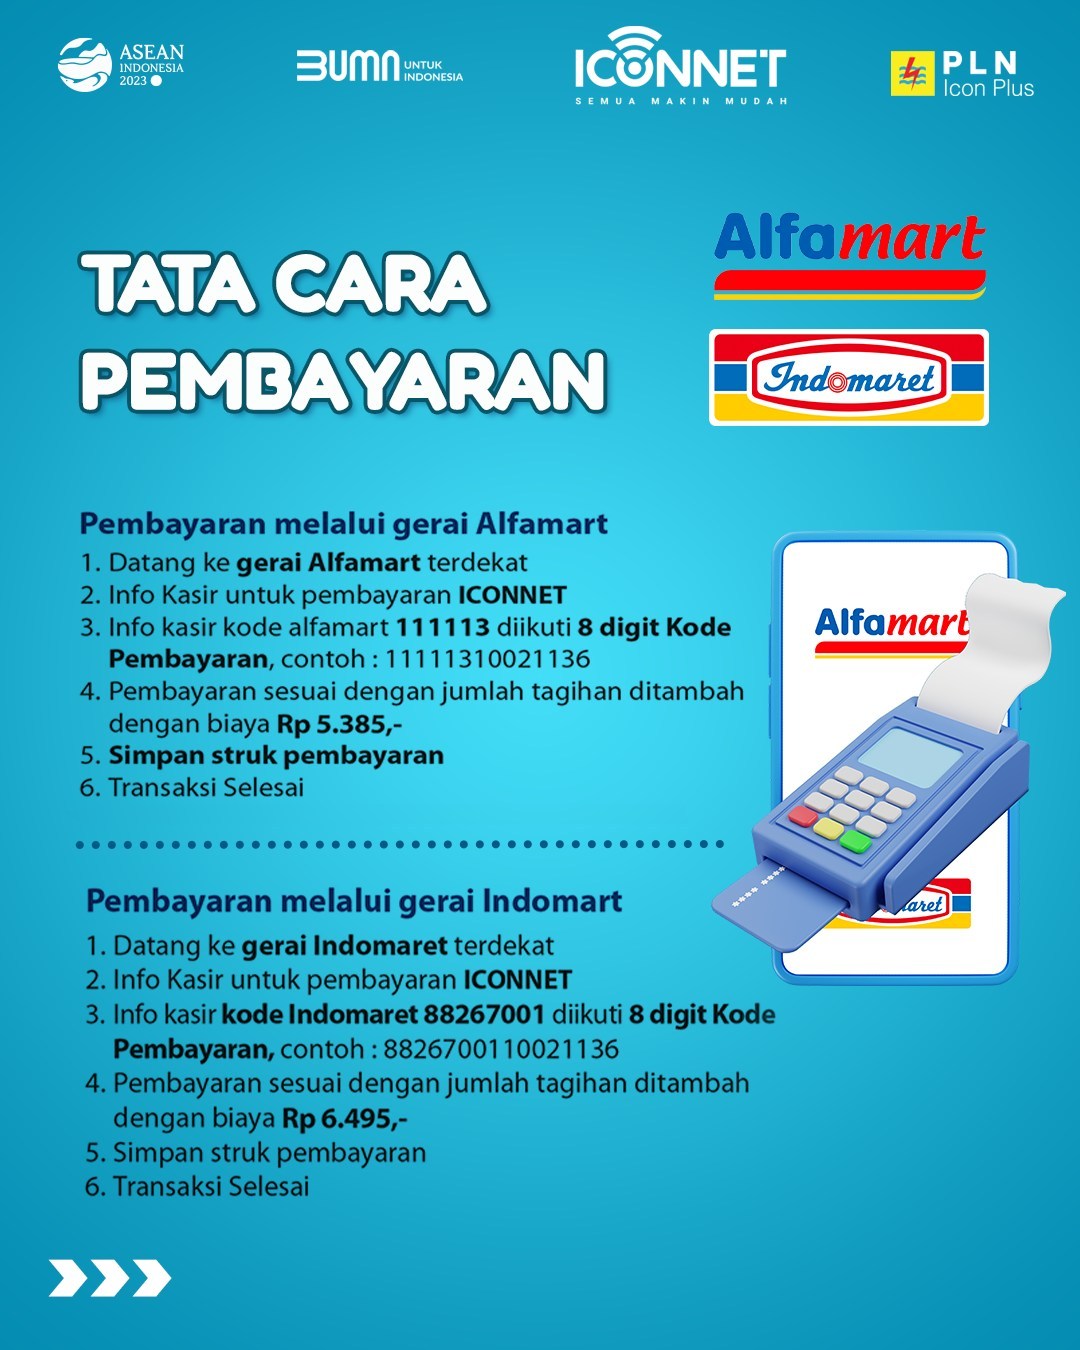 ASEAN
INDONESIA
2023
BUMN UNTUK
INDONESIA
ICONNET
SEMUA MAKIN MUDAH
PLN
Icon Plus
Alfamart
TATA CARA
PEMBAYARAN
Indomaret
Pembayaran melalui gerai Alfamart
1. Datang ke gerai Alfamart terdekat
2. Info Kasir untuk pembayaran ICONNET
3. Info kasir kode alfamart 111113 diikuti 8 digit Kode
Pembayaran, contoh : 11111310021136
4. Pembayaran sesuai dengan jumlah tagihan ditambah
dengan biaya Rp 5.385,-
5. Simpan struk pembayaran
6. Transaksi Selesai
Alfamart
aret
Pembayaran melalui gerai Indomart
1. Datang ke gerai Indomaret terdekat
2. Info Kasir untuk pembayaran ICONNET
3. Info kasir kode Indomaret 88267001 diikuti 8 digit Kode
Pembayaran, contoh : 8826700110021136
4. Pembayaran sesuai dengan jumlah tagihan ditambah
dengan biaya Rp 6.495,-
5. Simpan struk pembayaran
6. Transaksi Selesai